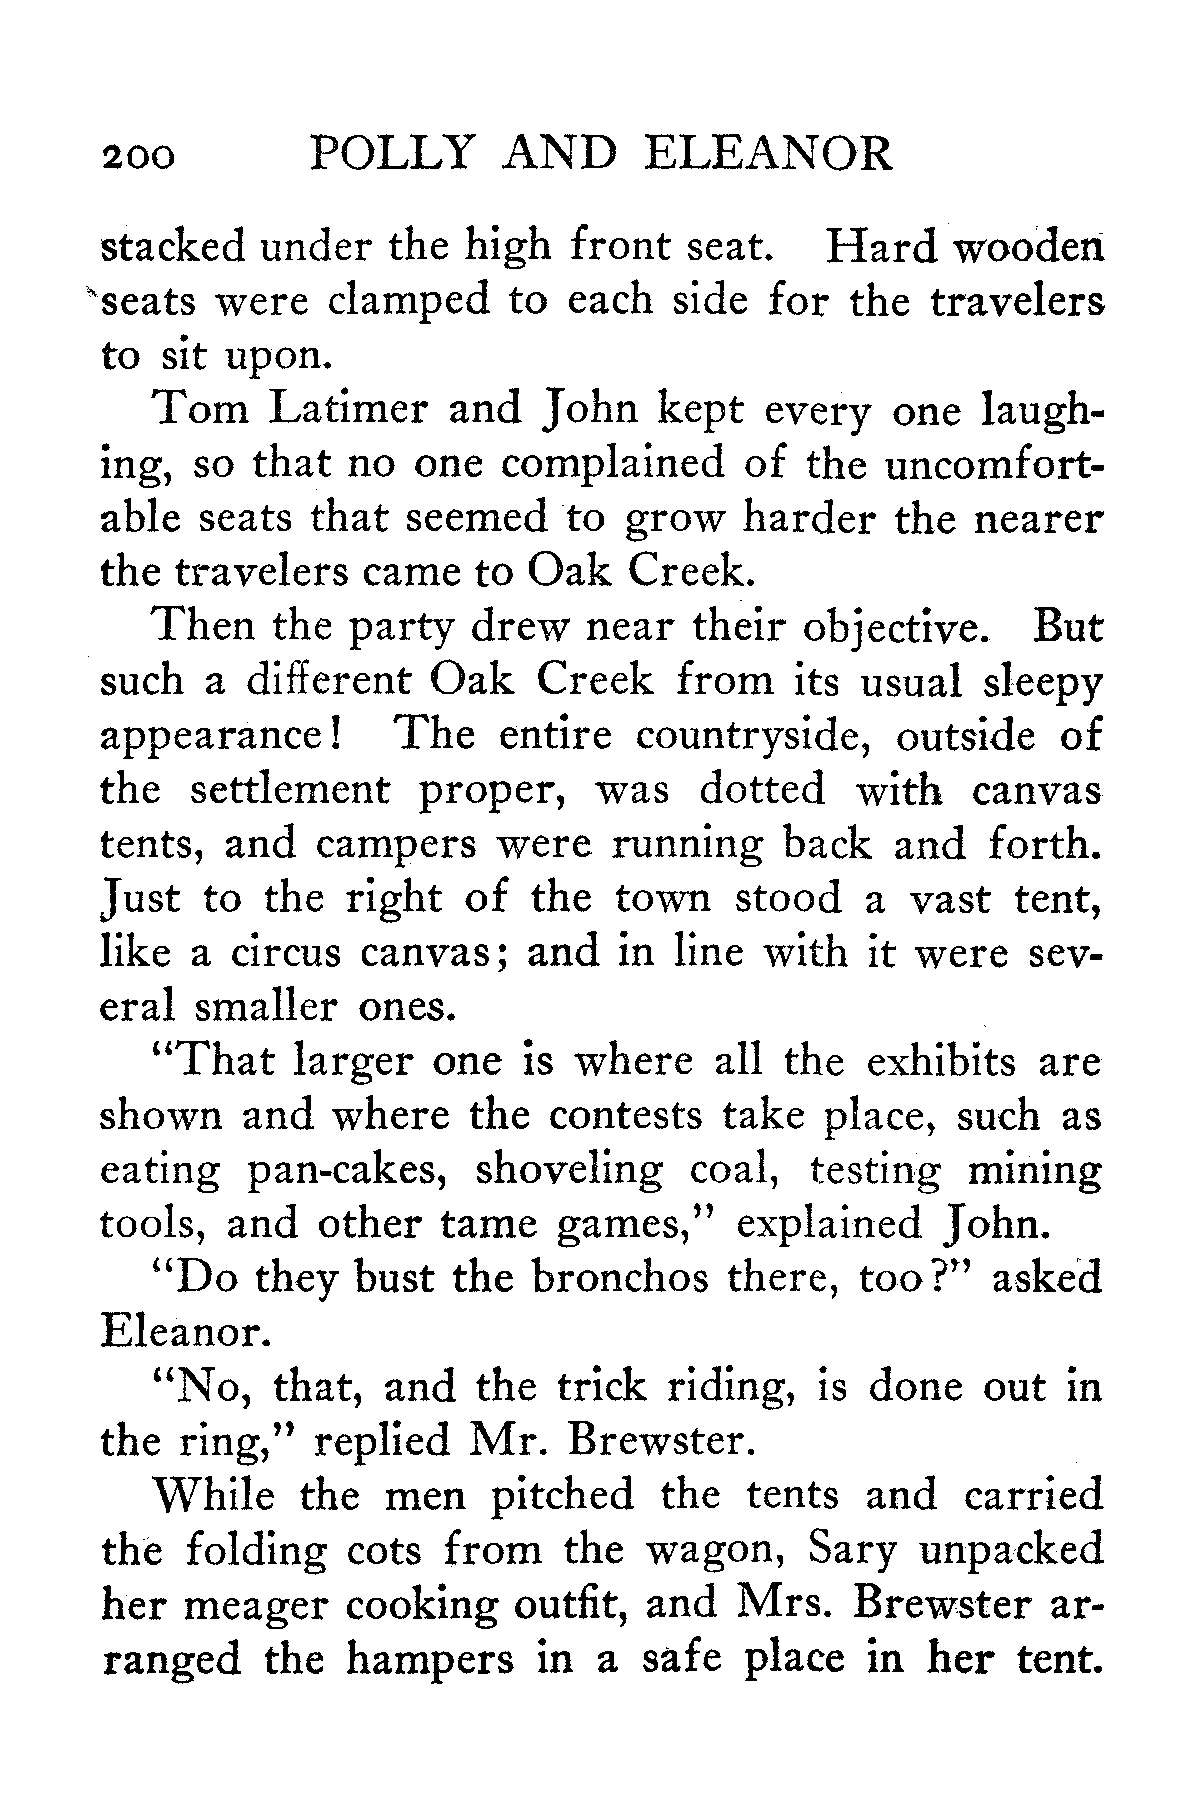 200 POLLY AND ELEANOR
stacked under the high front seat. Hard wooden
seats were clamped to each side for the travelers
to sit upon.
Tom Latimer and John kept every one laugh-
ing, so that no one complained of the uncomfort-
able seats that seemed to grow harder the nearer
the travelers came to Oak Creek.
Then the party drew near their objective. But
such a different Oak Creek from its usual sleepy
appearance! The entire countryside, outside of
the settlement proper, was dotted with canvas
tents, and campers were running back and forth.
Just to the right of the town stood a vast tent,
like a circus canvas; and in line with it were sev-
eral smaller ones.
"That larger one is where all the exhibits are
shown and where the contests take place, such as
eating pan-cakes, shoveling coal, testing mining
tools, and other tame games," explained John.
"Do they bust the bronchos there, too?" asked
Eleanor.
"No, that, and the trick riding, is done out in
the ring," replied Mr. Brewster.
While the men pitched the tents and carried
the folding cots from the wagon, Sary unpacked
her meager cooking outfit, and Mrs. Brewster ar-
ranged the hampers in a safe place in her tent.